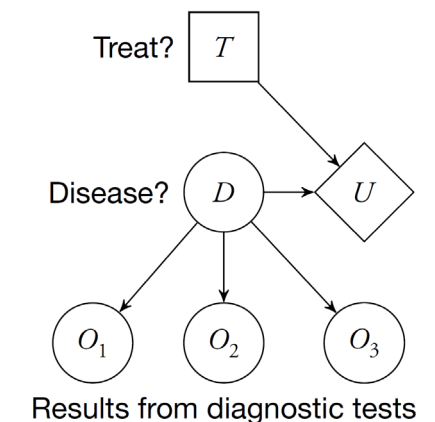 Treat? T
Disease? D U
O₁ O₂ O₃
Results from diagnostic tests